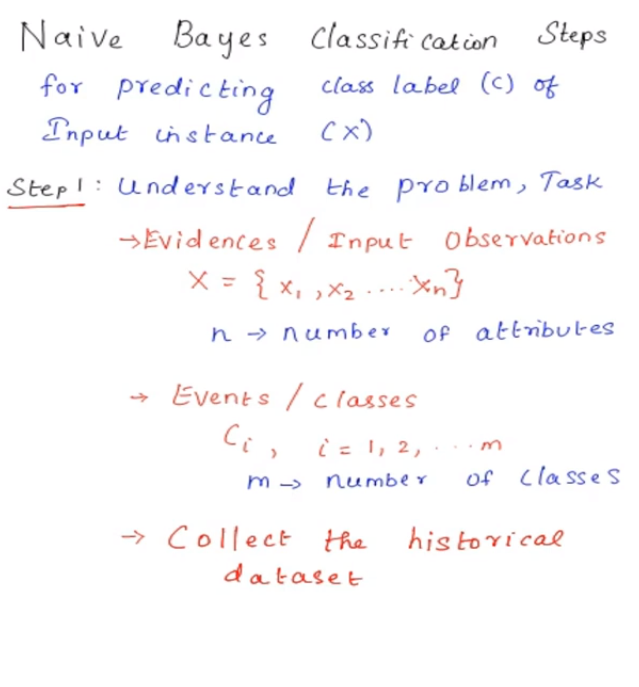 Naive Bayes Classification Steps
for predicting class label (C) of
Input instance (X)
Step 1: Understand the problem, Task
→Evidences / Input Observations
X = { x₁, x₂ .... xₙ}
n → number of attributes
→ Events / classes
Cᵢ, i = 1, 2, ... m
m → number of classes
→ Collect the historical
dataset